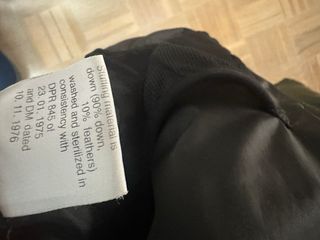 Stuffing material is
down (90% down,
10% feathers)
washed and sterilized in
consistency with
DPR 845 of
23. 01. 1975
and DM dated
10. 11. 1976